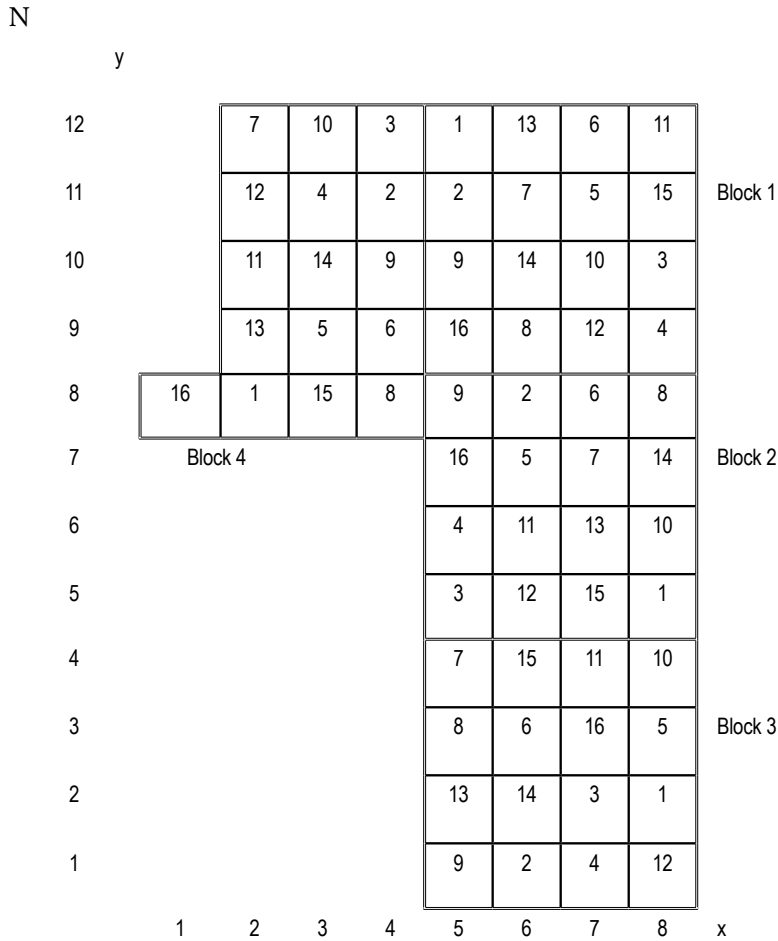 N
y
12 7 10 3 1 13 6 11
11 12 4 2 2 7 5 15 Block 1
10 11 14 9 9 14 10 3
9 13 5 6 16 8 12 4
8 16 1 15 8 9 2 6 8
7 Block 4 16 5 7 14 Block 2
6 4 11 13 10
5 3 12 15 1
4 7 15 11 10
3 8 6 16 5 Block 3
2 13 14 3 1
1 9 2 4 12
1 2 3 4 5 6 7 8 x